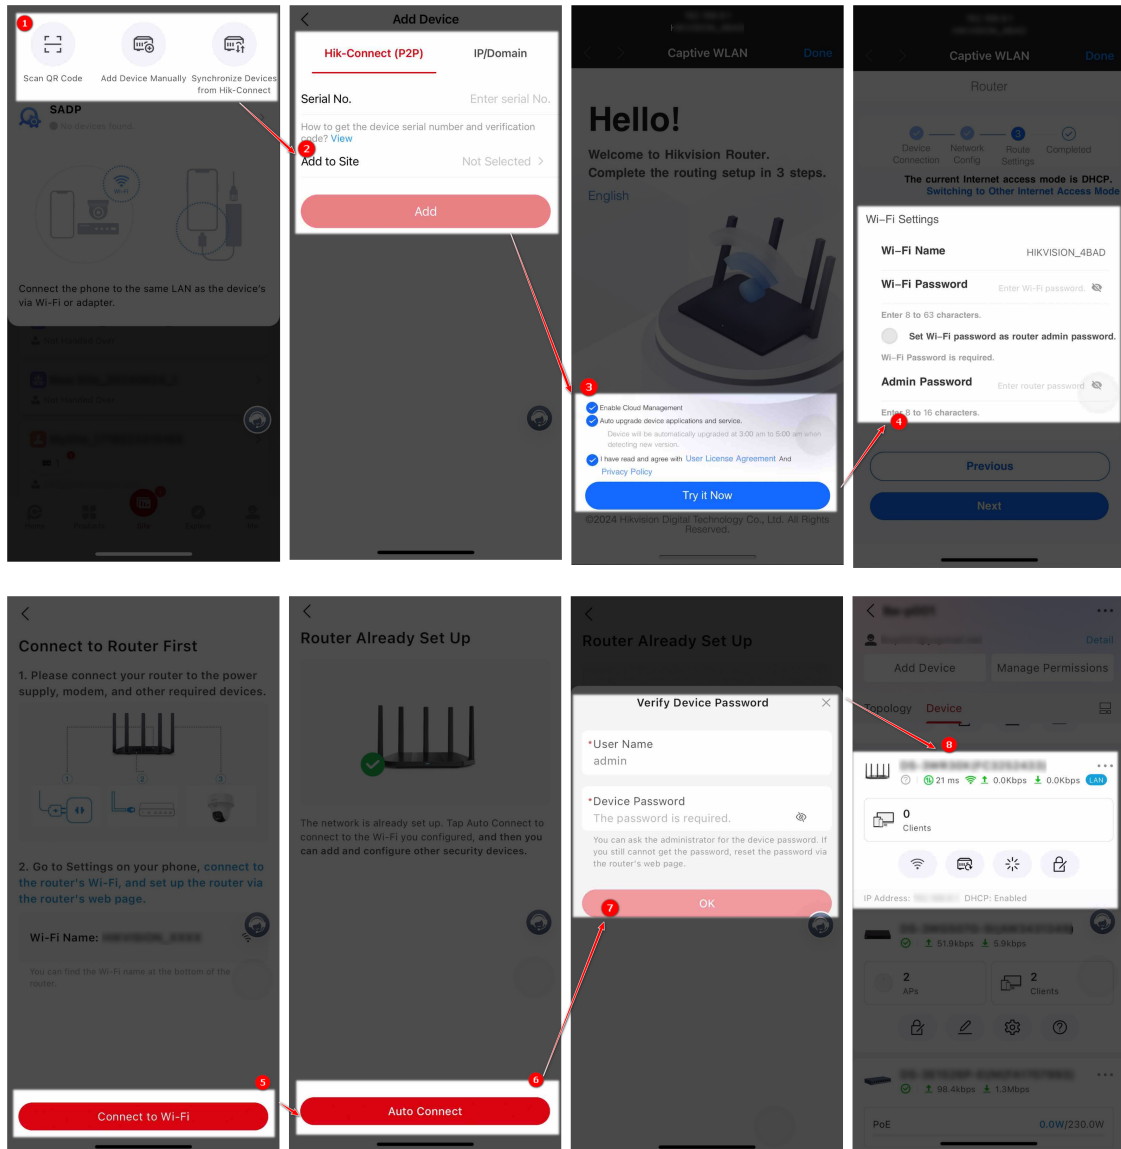 1
Scan QR Code
Add Device Manually
Synchronize Devices
from Hik-Connect
SADP
No devices found.
Wi-Fi
Connect the phone to the same LAN as the device's
via Wi-Fi or adapter.
Not Handed Over
Not Handed Over
Site
Me
Add Device
Hik-Connect (P2P)
IP/Domain
Serial No.
Enter serial No.
How to get the device serial number and verification
code? View
2
Add to Site
Not Selected
Add
Captive WLAN
Done
Hello!
Welcome to Hikvision Router.
Complete the routing setup in 3 steps.
English
3
Enable Cloud Management
Auto upgrade device applications and service.
Device will be automatically upgraded at 3:00 am to 5:00 am when
detecting new version.
I have read and agree with User License Agreement And
Privacy Policy
Try it Now
©2024 Hikvision Digital Technology Co., Ltd. All Rights
Reserved.
Captive WLAN
Done
Router
3
Device
Connection
Network
Config
Route
Settings
Completed
The current Internet access mode is DHCP.
Switching to Other Internet Access Mode
Wi-Fi Settings
Wi-Fi Name
HIKVISION_4BAD
Wi-Fi Password
Enter Wi-Fi password.
Enter 8 to 63 characters.
Set Wi-Fi password as router admin password.
Wi-Fi Password is required.
Admin Password
Enter router password
Enter 8 to 16 characters.
4
Previous
Next
Connect to Router First
1. Please connect your router to the power
supply, modem, and other required devices.
1
2
3
2. Go to Settings on your phone, connect to
the router's Wi-Fi, and set up the router via
the router's web page.
Wi-Fi Name:
You can find the Wi-Fi name at the bottom of the
router.
5
Connect to Wi-Fi
Router Already Set Up
The network is already set up. Tap Auto Connect to
connect to the Wi-Fi you configured, and then you
can add and configure other security devices.
6
Auto Connect
Router Already Set Up
Verify Device Password
*User Name
admin
*Device Password
The password is required.
You can ask the administrator for the device password. If
you still cannot get the password, reset the password via
the router's web page.
7
OK
Detail
Add Device
Manage Permissions
Topology
Device
8
21 ms
0.0Kbps
0.0Kbps
LAN
0
Clients
IP Address:
DHCP: Enabled
51.9kbps
5.9kbps
2
APs
2
Clients
98.4kbps
1.3Mbps
PoE
0.0W/230.0W